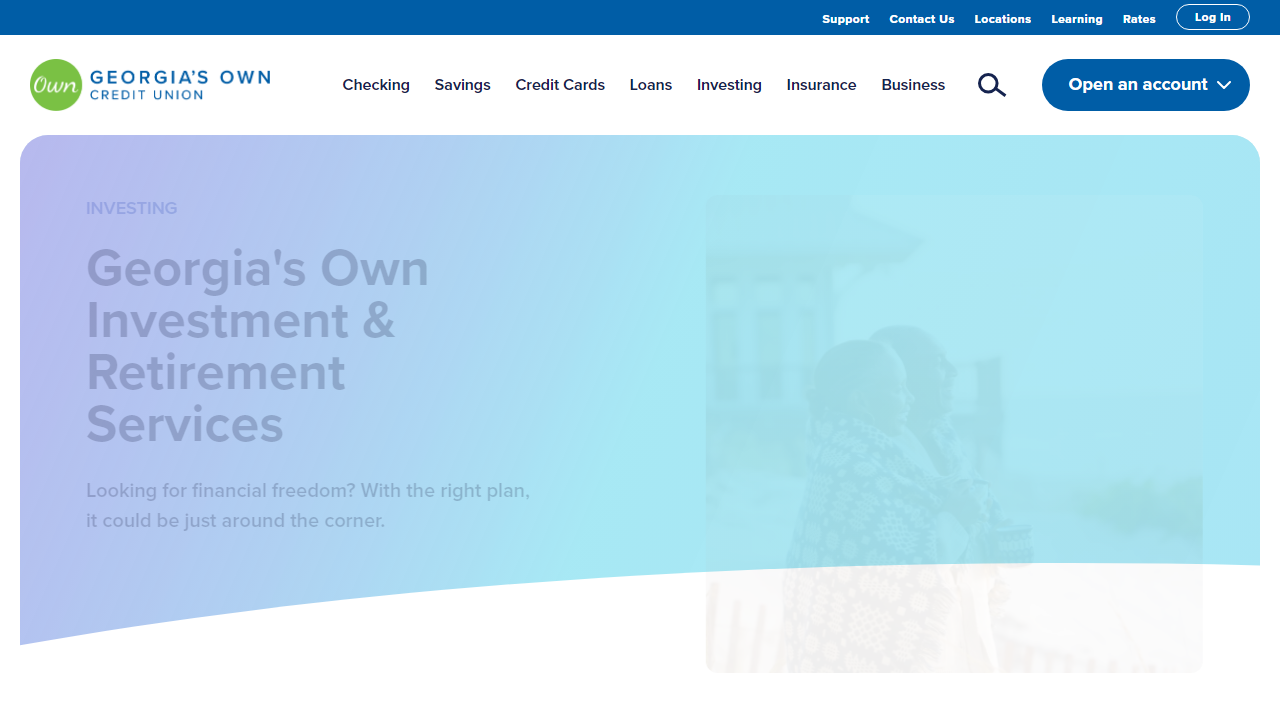 Support Contact Us Locations Learning Rates Log In
Own GEORGIA'S OWN
CREDIT UNION
Checking Savings Credit Cards Loans Investing Insurance Business Open an account
INVESTING
Georgia's Own
Investment &
Retirement
Services
Looking for financial freedom? With the right plan,
it could be just around the corner.